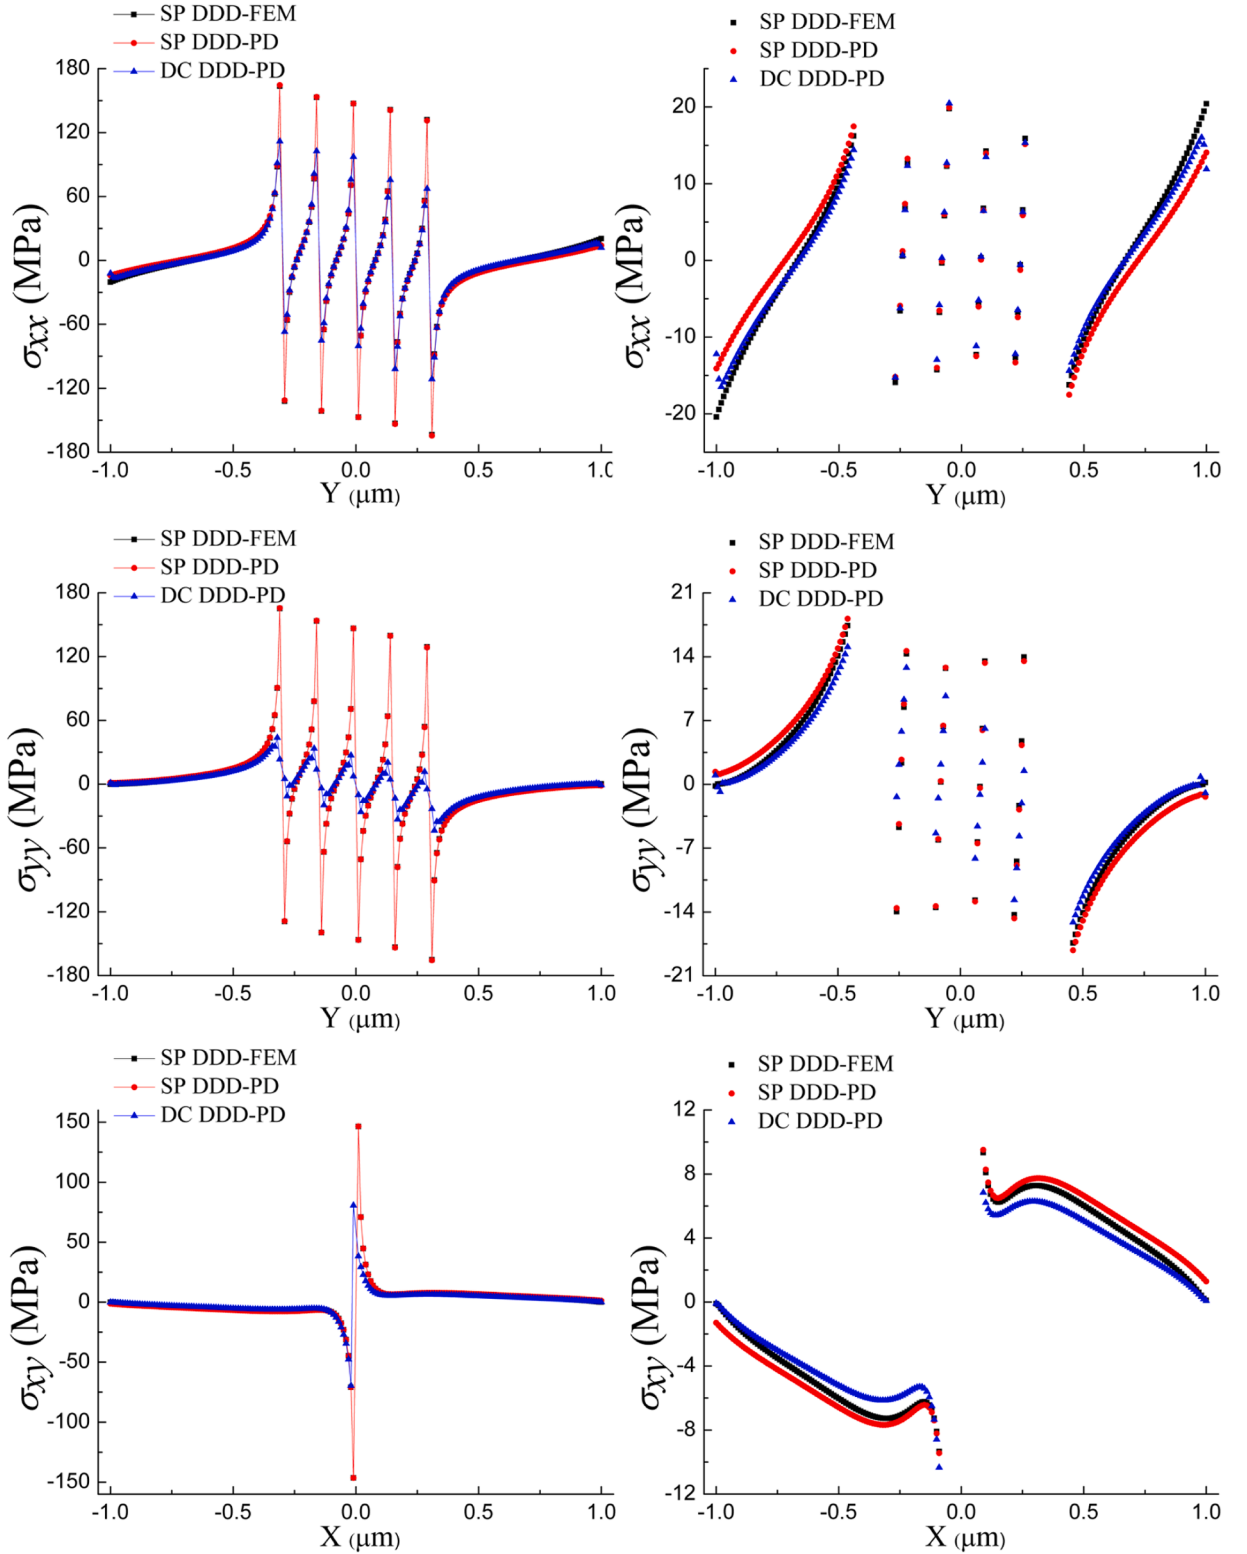 SP DDD-FEM
SP DDD-PD
DC DDD-PD
180
120
60
0
-60
-120
-180
σxx (MPa)
-1.0 -0.5 0.0 0.5 1.0
Y (μm)
SP DDD-FEM
SP DDD-PD
DC DDD-PD
20
10
0
-10
-20
σxx (MPa)
-1.0 -0.5 0.0 0.5 1.0
Y (μm)
SP DDD-FEM
SP DDD-PD
DC DDD-PD
180
120
60
0
-60
-120
-180
σyy (MPa)
-1.0 -0.5 0.0 0.5 1.0
Y (μm)
SP DDD-FEM
SP DDD-PD
DC DDD-PD
21
14
7
0
-7
-14
-21
σyy (MPa)
-1.0 -0.5 0.0 0.5 1.0
Y (μm)
SP DDD-FEM
SP DDD-PD
DC DDD-PD
150
100
50
0
-50
-100
-150
σxy (MPa)
-1.0 -0.5 0.0 0.5 1.0
X (μm)
SP DDD-FEM
SP DDD-PD
DC DDD-PD
12
8
4
0
-4
-8
-12
σxy (MPa)
-1.0 -0.5 0.0 0.5 1.0
X (μm)